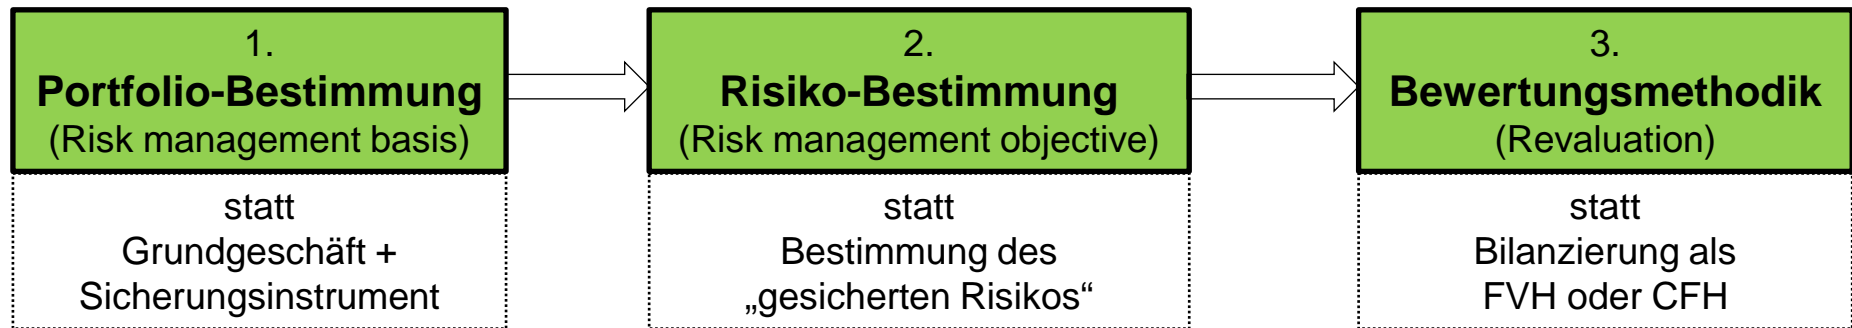 1.
Portfolio-Bestimmung
(Risk management basis)
statt
Grundgeschäft +
Sicherungsinstrument
2.
Risiko-Bestimmung
(Risk management objective)
statt
Bestimmung des
„gesicherten Risikos“
3.
Bewertungsmethodik
(Revaluation)
statt
Bilanzierung als
FVH oder CFH